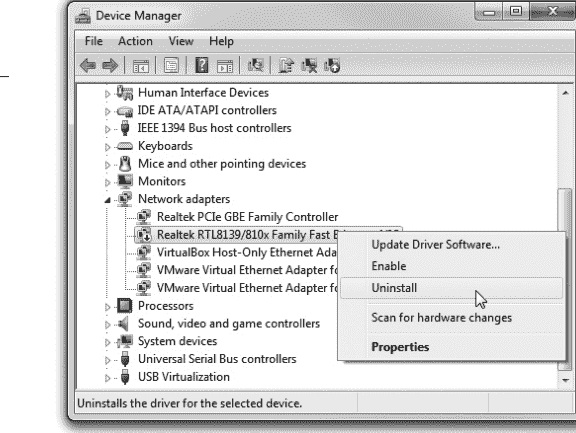 Device Manager
File Action View Help
Human Interface Devices
IDE ATA/ATAPI controllers
IEEE 1394 Bus host controllers
Keyboards
Mice and other pointing devices
Monitors
Network adapters
Realtek PCIe GBE Family Controller
Realtek RTL8139/810x Family Fast
VirtualBox Host-Only Ethernet Ada
VMware Virtual Ethernet Adapter fo
VMware Virtual Ethernet Adapter fo
Processors
Sound, video and game controllers
System devices
Universal Serial Bus controllers
USB Virtualization
Update Driver Software...
Enable
Uninstall
Scan for hardware changes
Properties
Uninstalls the driver for the selected device.